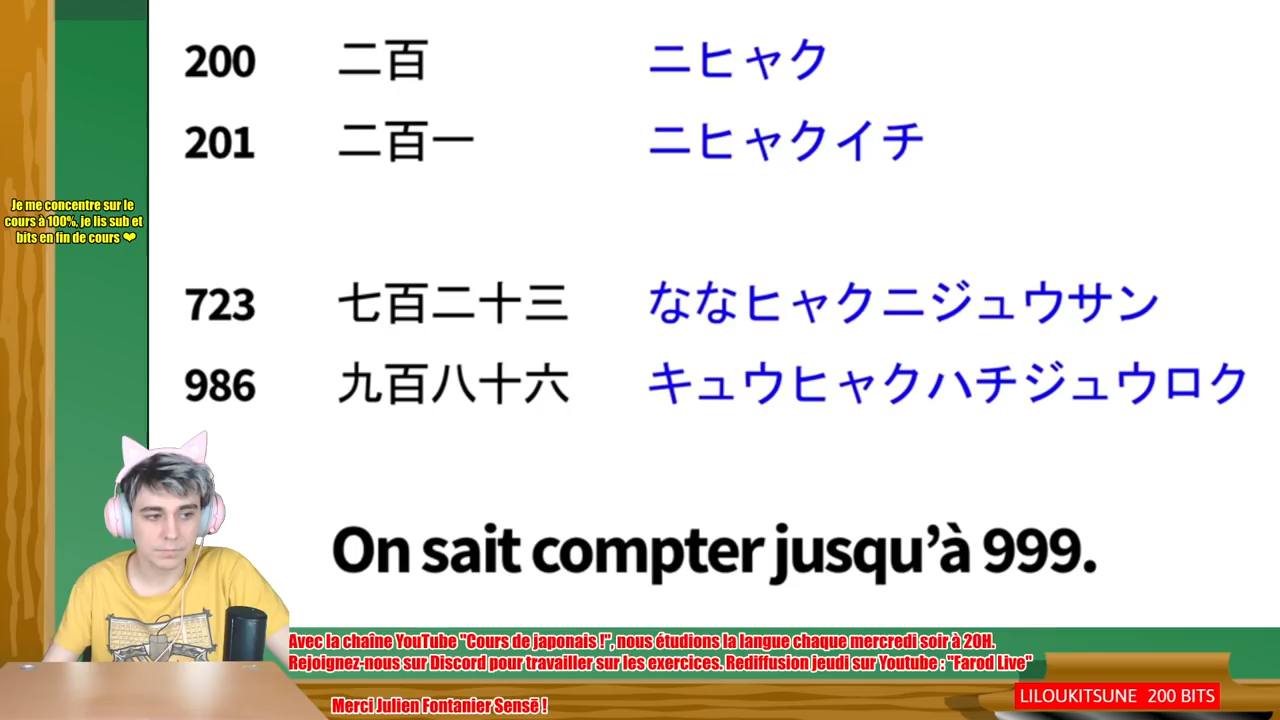 200 二百 ニヒャク
201 二百一 ニヒャクイチ
Je me concentre sur le
cours à 100%, je lis sub et
bits en fin de cours ❤
723 七百二十三 ななヒャクニジュウサン
986 九百八十六 キュウヒャクハチジュウロク
On sait compter jusqu’à 999.
Avec la chaîne YouTube "Cours de japonais !", nous étudions la langue chaque mercredi soir à 20H.
Rejoignez-nous sur Discord pour travailler sur les exercices. Rediffusion jeudi sur Youtube : "Farod Live"
Merci Julien Fontanier Sensē !
LILOUKITSUNE 200 BITS